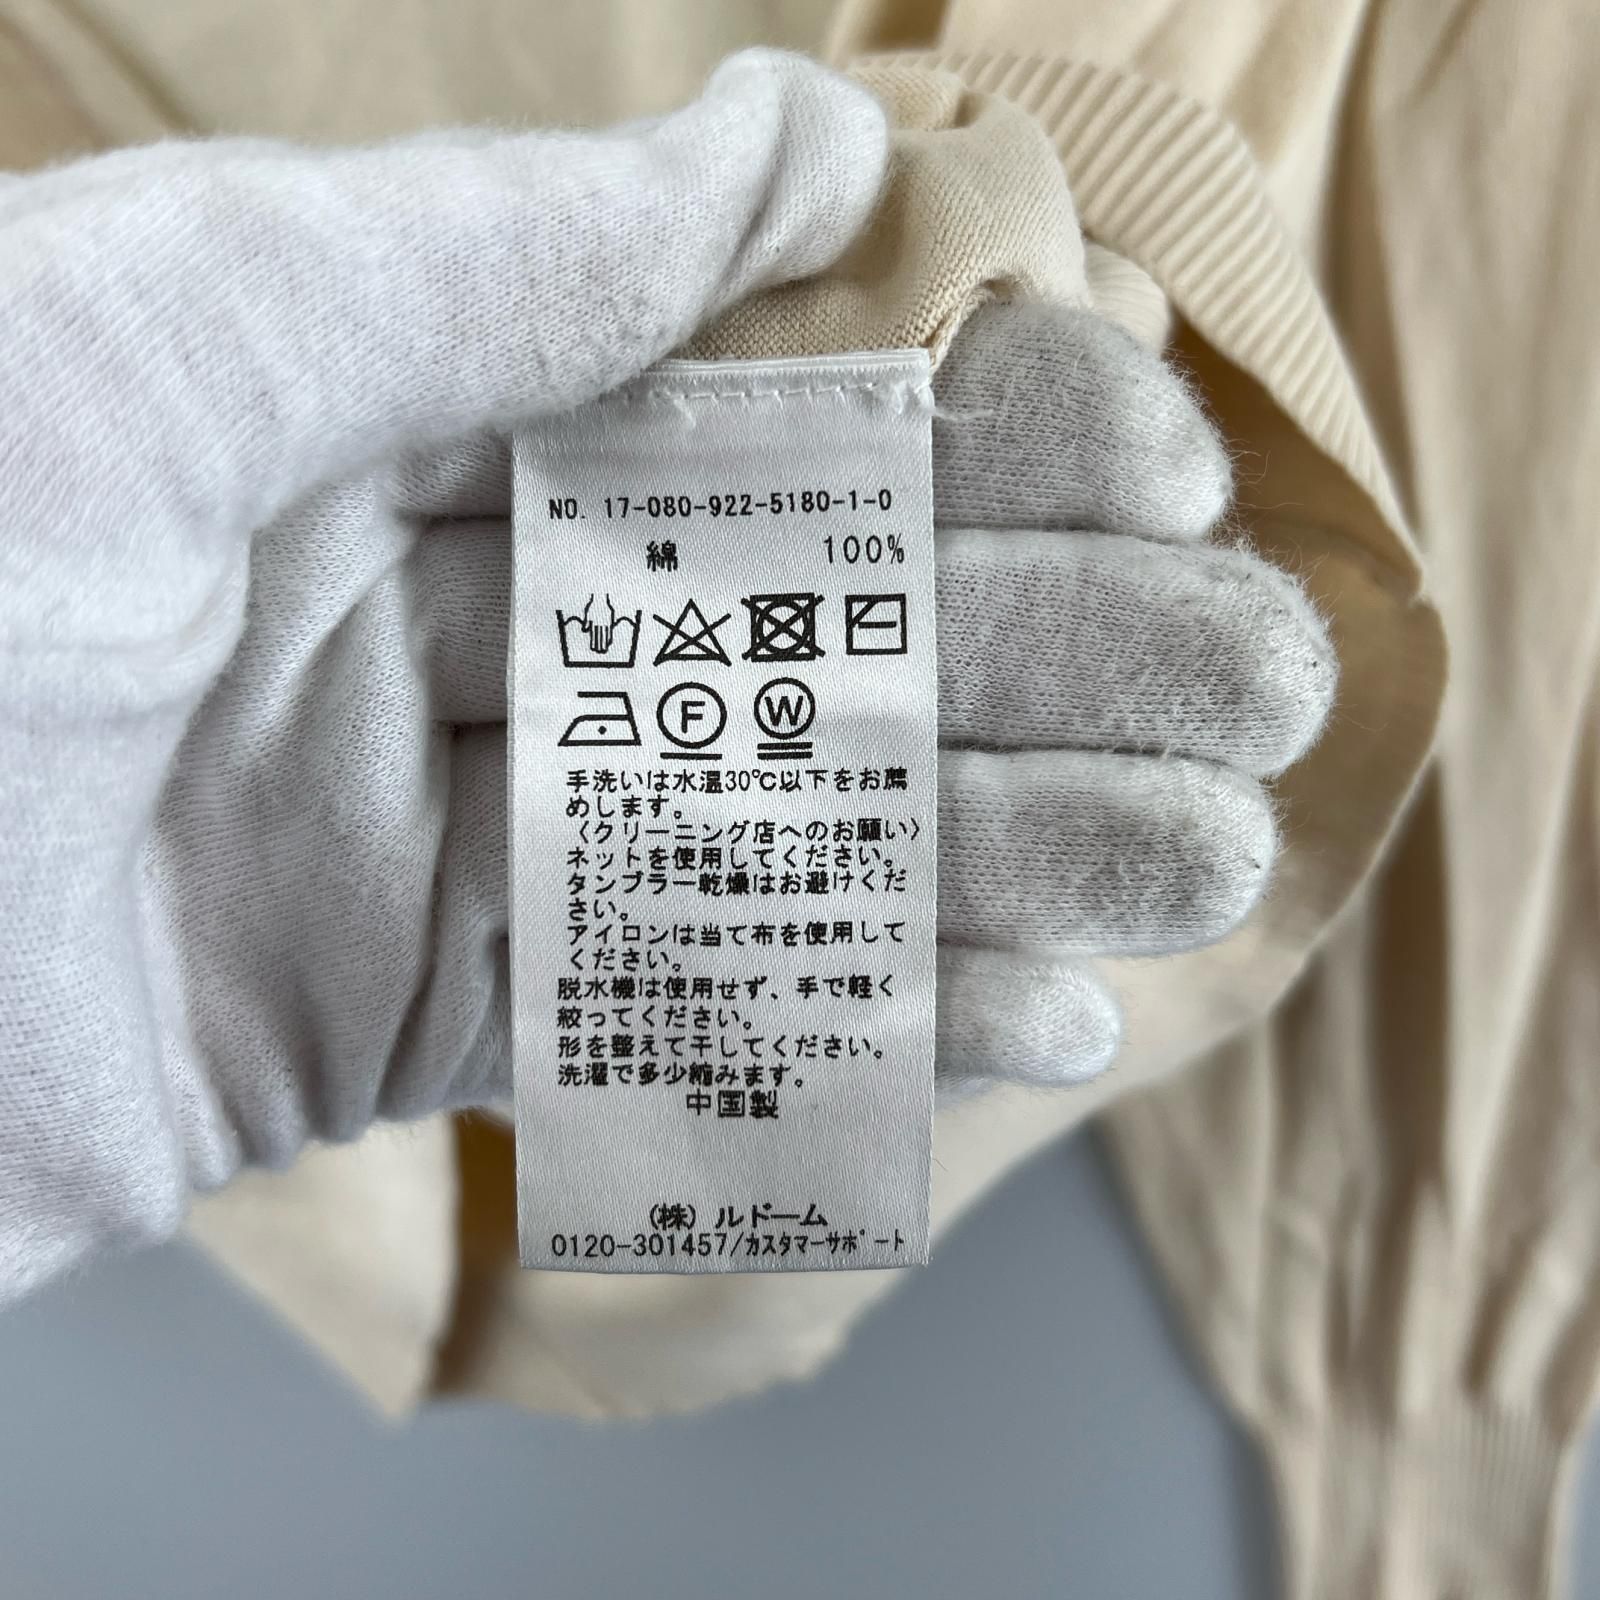 NO. 17-080-922-5180-1-0
綿 100%
F W
手洗いは水温30℃以下をお薦
めします。
〈クリーニング店へのお願い〉
ネットを使用してください。
タンブラー乾燥はお避けくだ
さい。
アイロンは当て布を使用して
ください。
脱水機は使用せず、手で軽く
絞ってください。
形を整えて干してください。
洗濯で多少縮みます。
中国製
(株)ルドーム
0120-301457/ｶｽﾀﾏｰｻﾎﾟｰﾄ